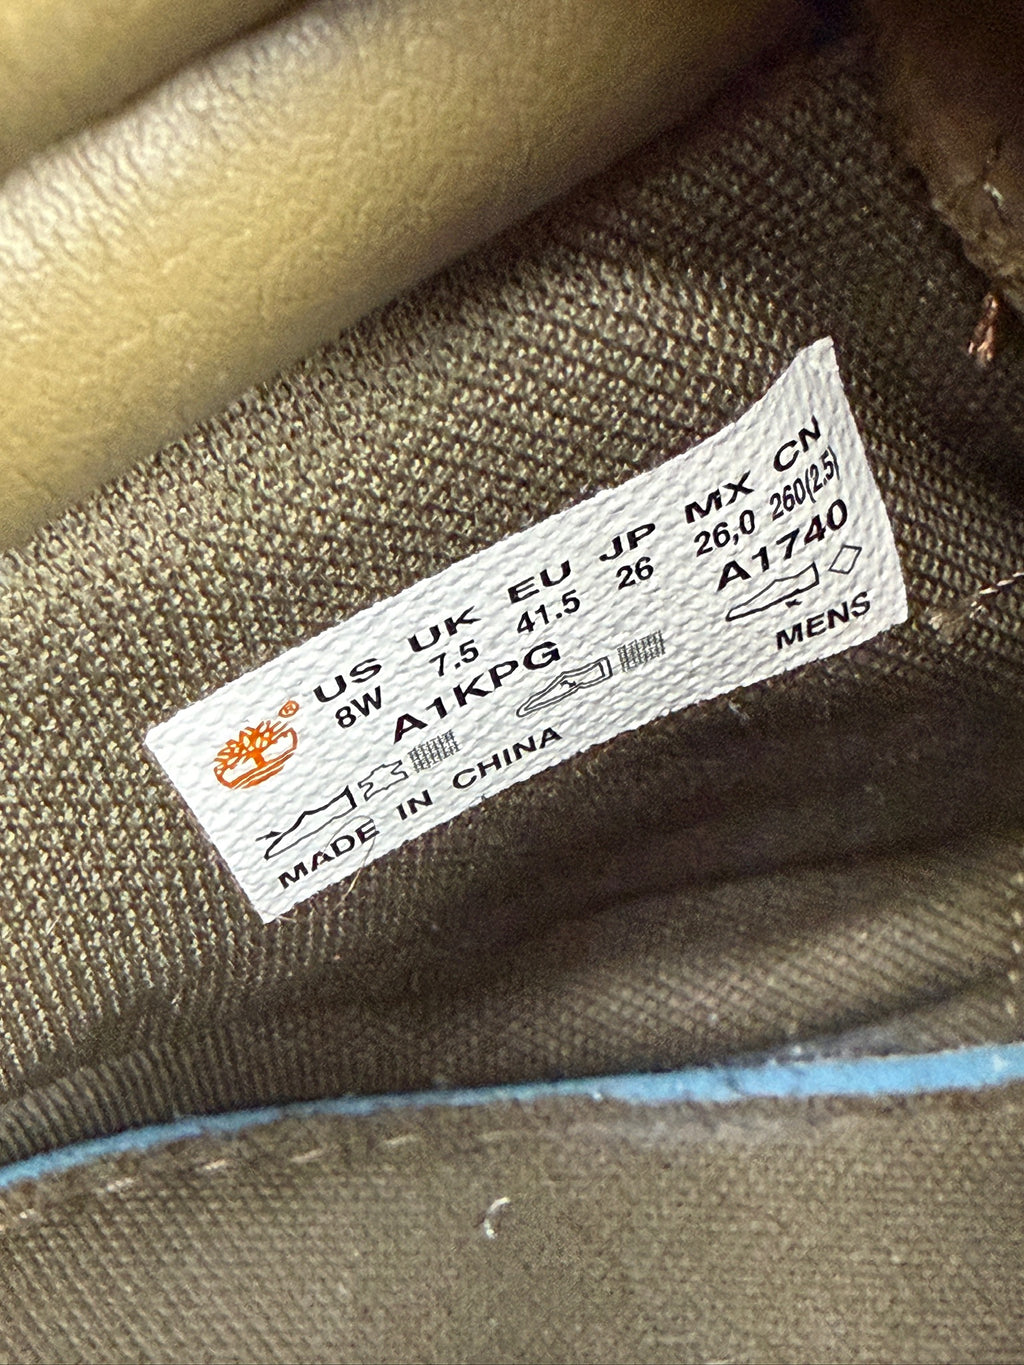 US UK EU JP MX CN
8W 7.5 41.5 26 26,0 260(2.5)
A1KPG A1740
MADE IN CHINA MENS
®